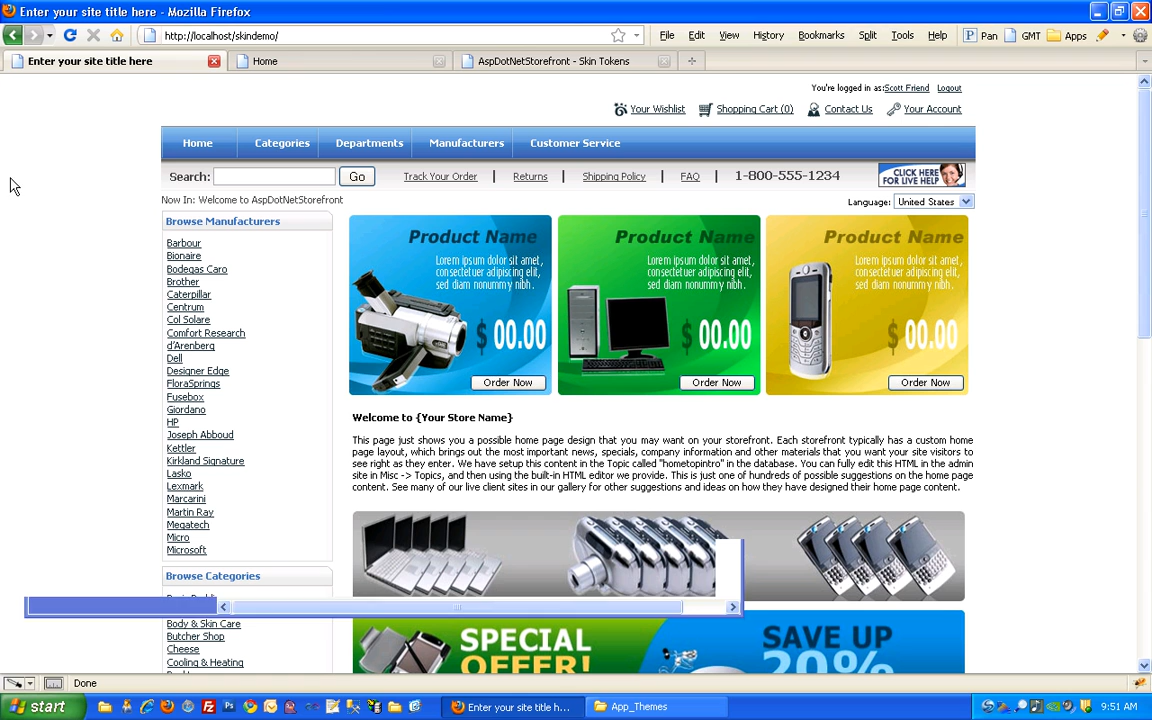 Enter your site title here - Mozilla Firefox
http://localhost/skindemo/
File Edit View History Bookmarks Split Tools Help
Pan GMT Apps
Enter your site title here
Home
AspDotNetStorefront - Skin Tokens
You're logged in as:Scott Friend Logout
Your Wishlist Shopping Cart (0) Contact Us Your Account
Home Categories Departments Manufacturers Customer Service
Search: Go Track Your Order | Returns | Shipping Policy | FAQ | 1-800-555-1234
CLICK HERE
FOR LIVE HELP
Now In: Welcome to AspDotNetStorefront
Language: United States
Browse Manufacturers
Barbour
Bionaire
Bodegas Caro
Brother
Caterpillar
Centrum
Col Solare
Comfort Research
d'Arenberg
Dell
Designer Edge
FloraSprings
Fusebox
Giordano
HP
Joseph Abboud
Kettler
Kirkland Signature
Lasko
Lexmark
Marcarini
Martin Ray
Megatech
Micro
Microsoft
Browse Categories
Body & Skin Care
Butcher Shop
Cheese
Cooling & Heating
Product Name
Lorem ipsum dolor sit amet,
consectetuer adipiscing elit,
sed diam nonummy nibh.
$ 00.00
Order Now
Product Name
Lorem ipsum dolor sit amet,
consectetuer adipiscing elit,
sed diam nonummy nibh.
$ 00.00
Order Now
Product Name
Lorem ipsum dolor sit amet,
consectetuer adipiscing elit,
sed diam nonummy nibh.
$ 00.00
Order Now
Welcome to {Your Store Name}
This page just shows you a possible home page design that you may want on your storefront. Each storefront typically has a custom home
page layout, which brings out the most important news, specials, company information and other materials that you want your site visitors to
see right as they enter. We have setup this content in the Topic called "hometopintro" in the database. You can fully edit this HTML in the admin
site in Misc -> Topics, and then using the built-in HTML editor we provide. This is just one of hundreds of possible suggestions on the home page
content. See many of our live client sites in our gallery for other suggestions and ideas on how they have designed their home page content.
SPECIAL
OFFER!
SAVE UP
20%
Done
start
Enter your site title h...
App_Themes
9:51 AM